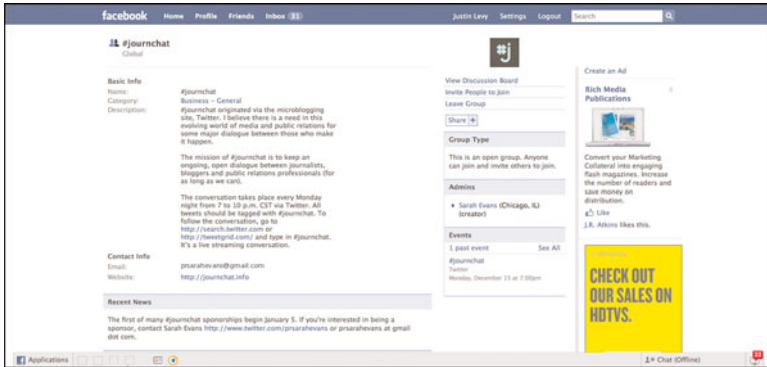 facebook Home Profile Friends Inbox 31 Justin Levy Settings Logout Search
#journchat
Global
Basic Info
Name: #journchat
Category: Business – General
Description: #journchat originated via the microblogging
site, Twitter. I believe there is a need in this
evolving world of media and public relations for
some major dialogue between those who make
it happen.
The mission of #journchat is to keep an
ongoing, open dialogue between journalists,
bloggers and public relations professionals (for
as long as we can).
The conversation takes place every Monday
night from 7 to 10 p.m. CST via Twitter. All
tweets should be tagged with #journchat. To
follow the conversation, go to
http://search.twitter.com or
http://tweetgrid.com/ and type in #journchat.
It's a live streaming conversation.
Contact Info
Email: prsarahevans@gmail.com
Website: http://journchat.info
Recent News
The first of many #journchat sponorships begin January 5. If you're interested in being a
sponsor, contact Sarah Evans http://www.twitter.com/prsarahevans or prsarahevans at gmail
dot com.
#j
View Discussion Board
Invite People to Join
Leave Group
Share +
Group Type
This is an open group. Anyone
can join and invite others to join.
Admins
Sarah Evans (Chicago, IL)
(creator)
Events
1 past event See All
#journchat
Twitter
Monday, December 15 at 7:00pm
Create an Ad
Rich Media
Publications
Convert your Marketing
Collateral into engaging
flash magazines. Increase
the number of readers and
save money on
distribution.
Like
J.R. Atkins likes this.
CHECK OUT
OUR SALES ON
HDTVS.
Applications Chat (Offline)